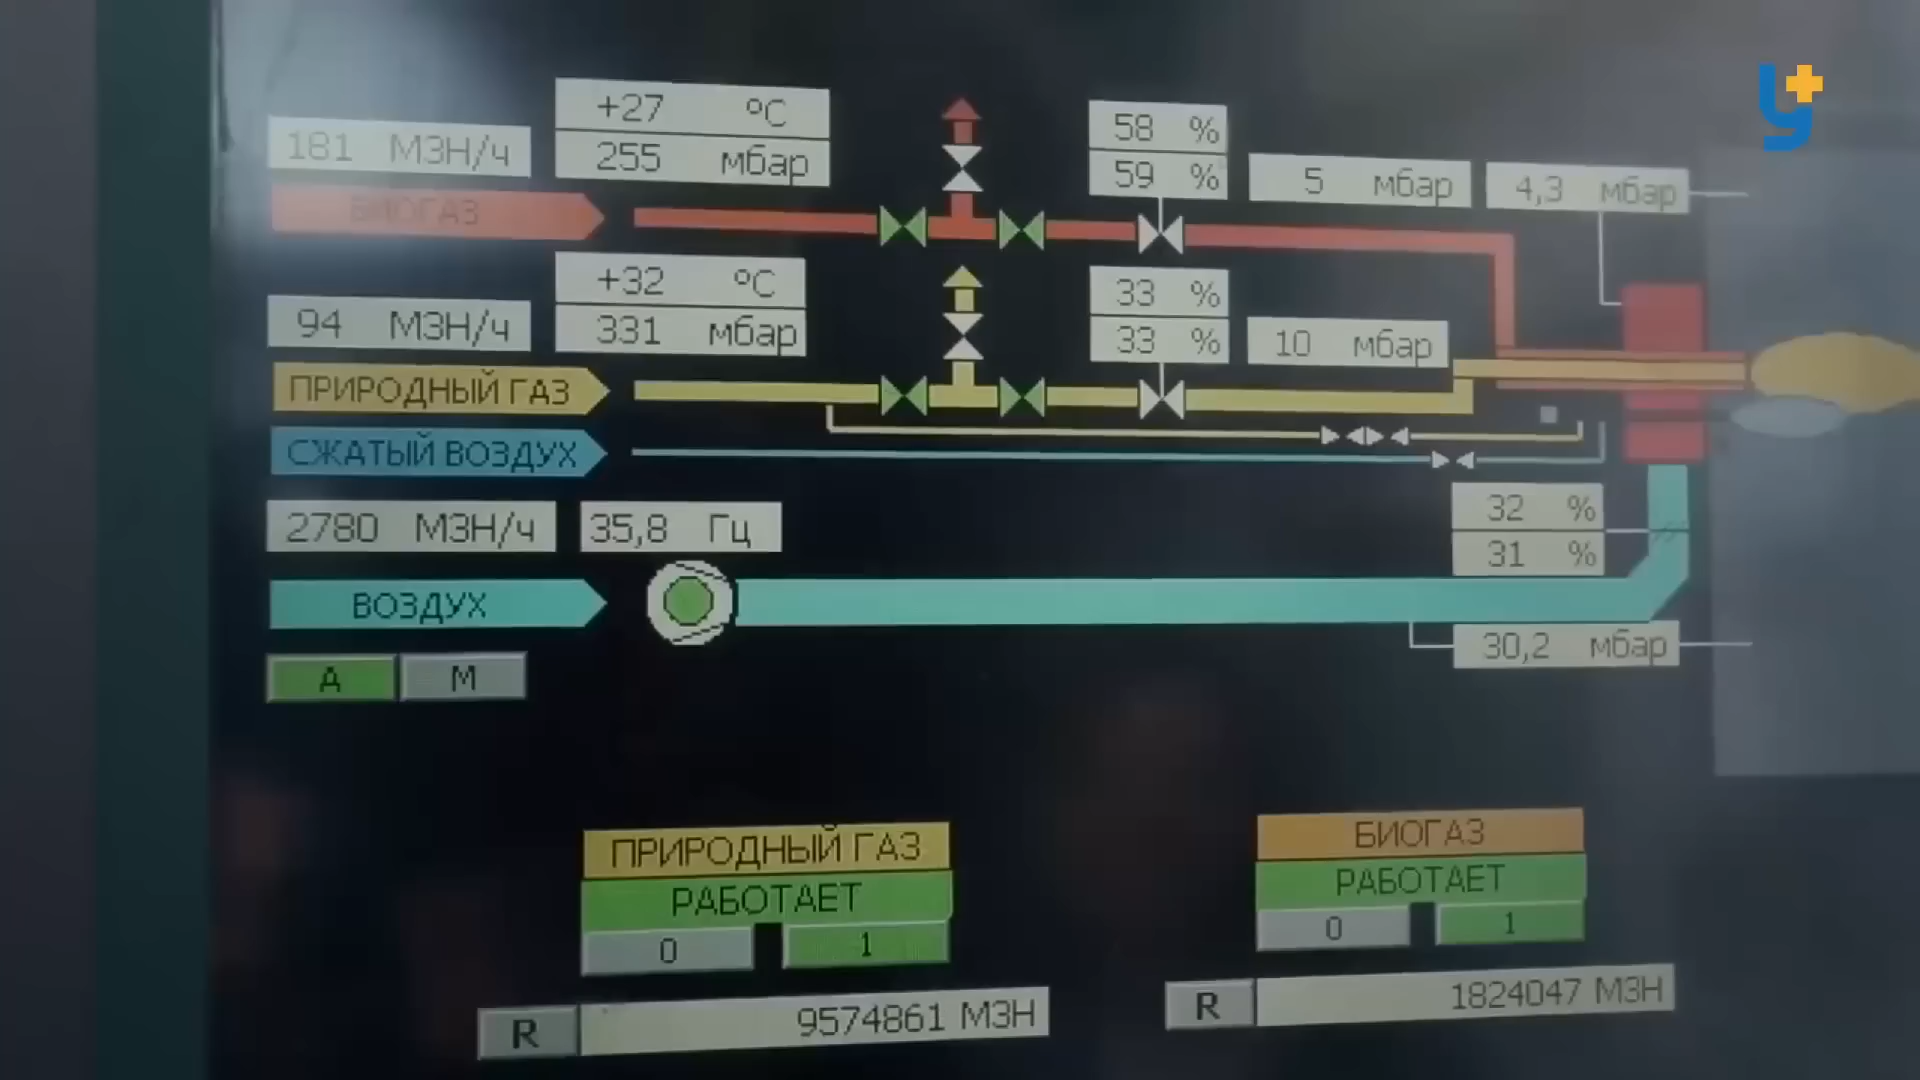 +27 °C
181 МЗН/ч
255 мбар
БИОГАЗ
58 %
59 %
5 мбар
4,3 мбар
+32 °C
94 МЗН/ч
331 мбар
33 %
33 %
10 мбар
ПРИРОДНЫЙ ГАЗ
СЖАТЫЙ ВОЗДУХ
2780 МЗН/ч
35,8 Гц
32 %
31 %
ВОЗДУХ
30,2 мбар
А М
ПРИРОДНЫЙ ГАЗ
РАБОТАЕТ
0 1
R 9574861 МЗН
БИОГАЗ
РАБОТАЕТ
0 1
R 1824047 МЗН